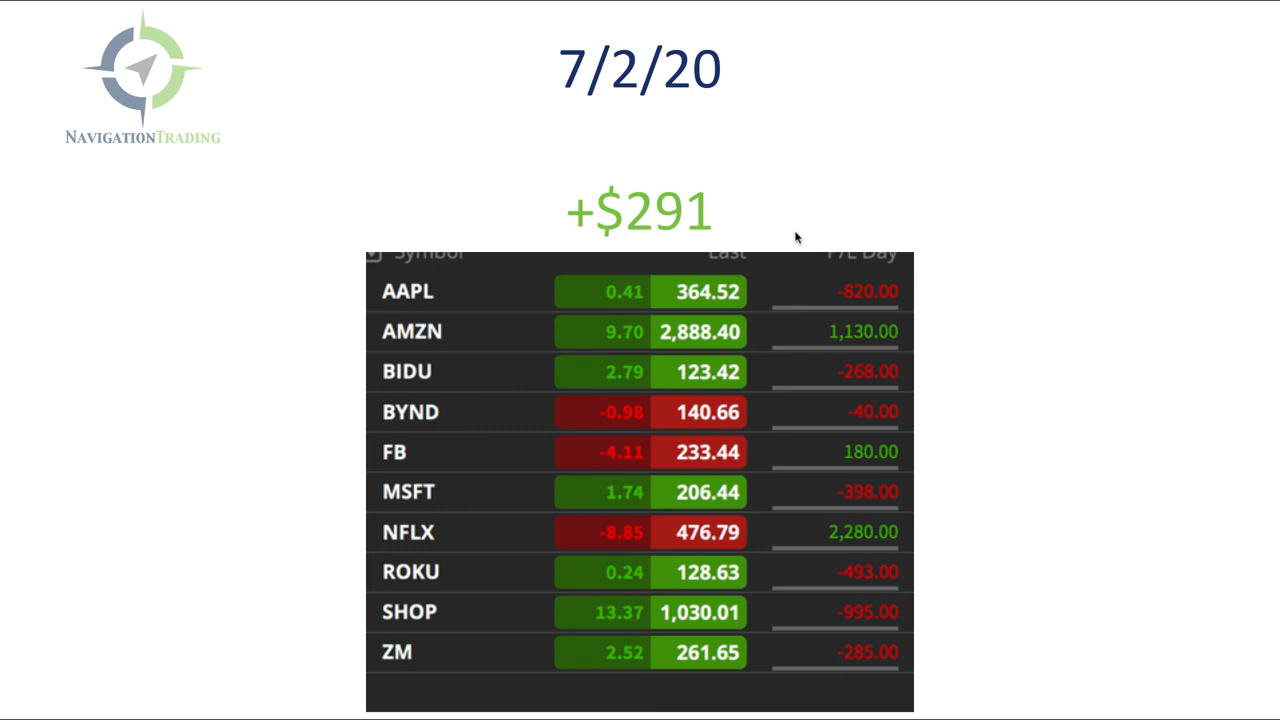 7/2/20
NAVIGATIONTRADING
+$291
Symbol Last P/L Day
AAPL 0.41 364.52 -820.00
AMZN 9.70 2,888.40 1,130.00
BIDU 2.79 123.42 -268.00
BYND -0.98 140.66 -40.00
FB -4.11 233.44 180.00
MSFT 1.74 206.44 -398.00
NFLX -8.85 476.79 2,280.00
ROKU 0.24 128.63 -493.00
SHOP 13.37 1,030.01 -995.00
ZM 2.52 261.65 -285.00